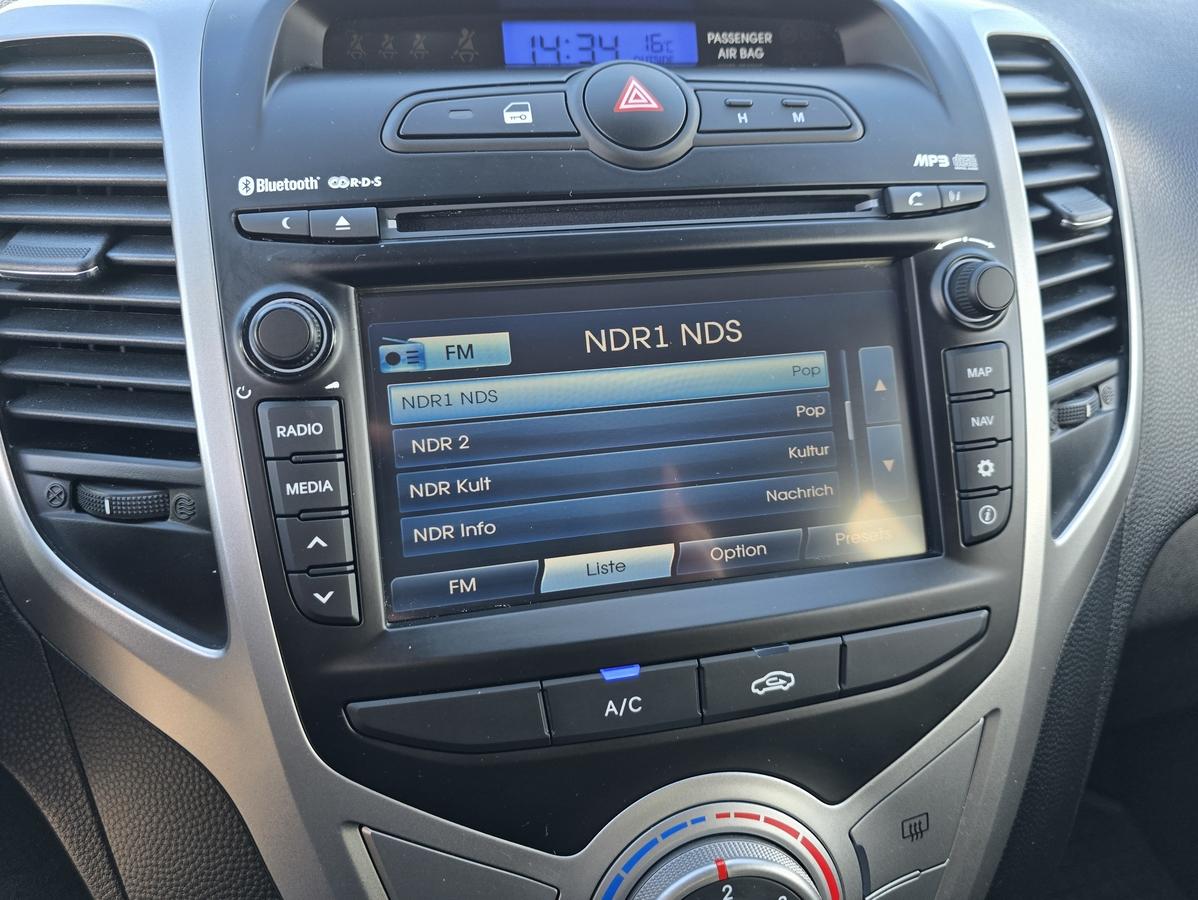 14:34 16°C
OUTSIDE
PASSENGER
AIR BAG
H M
Bluetooth R·D·S
MP3
FM NDR1 NDS
NDR1 NDS Pop
NDR 2 Pop
NDR Kult Kultur
NDR Info Nachrich
FM Liste Option Presets
RADIO
MEDIA
MAP
NAV
A/C
2